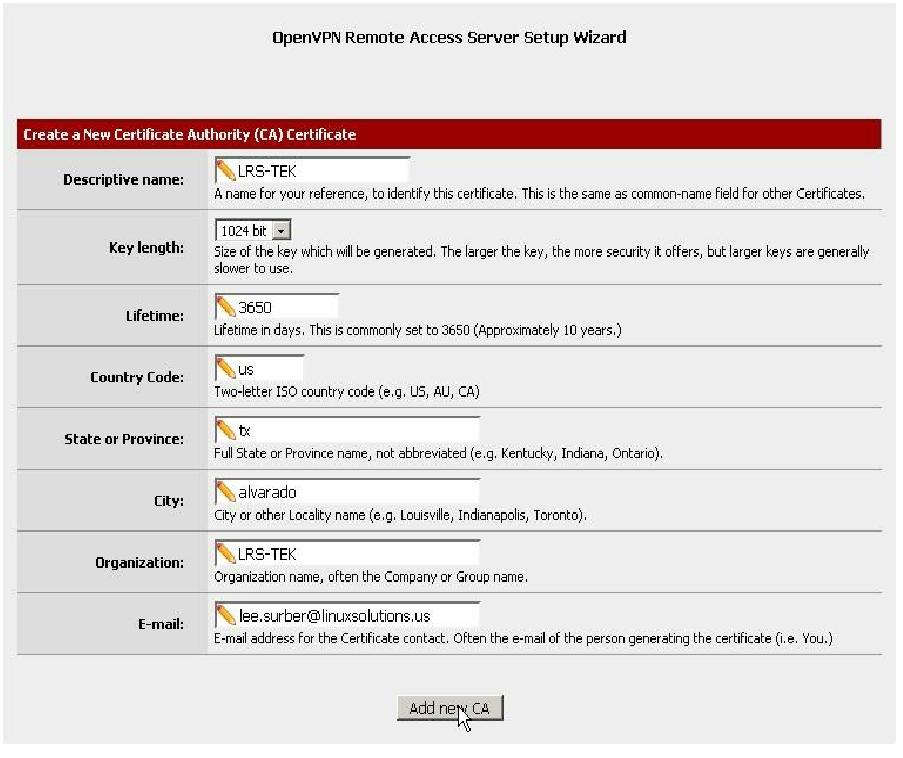 OpenVPN Remote Access Server Setup Wizard
Create a New Certificate Authority (CA) Certificate
Descriptive name:
LRS-TEK
A name for your reference, to identify this certificate. This is the same as common-name field for other Certificates.
Key length:
1024 bit
Size of the key which will be generated. The larger the key, the more security it offers, but larger keys are generally
slower to use.
Lifetime:
3650
Lifetime in days. This is commonly set to 3650 (Approximately 10 years.)
Country Code:
us
Two-letter ISO country code (e.g. US, AU, CA)
State or Province:
tx
Full State or Province name, not abbreviated (e.g. Kentucky, Indiana, Ontario).
City:
alvarado
City or other Locality name (e.g. Louisville, Indianapolis, Toronto).
Organization:
LRS-TEK
Organization name, often the Company or Group name.
E-mail:
lee.surber@linuxsolutions.us
E-mail address for the Certificate contact. Often the e-mail of the person generating the certificate (i.e. You.)
Add new CA